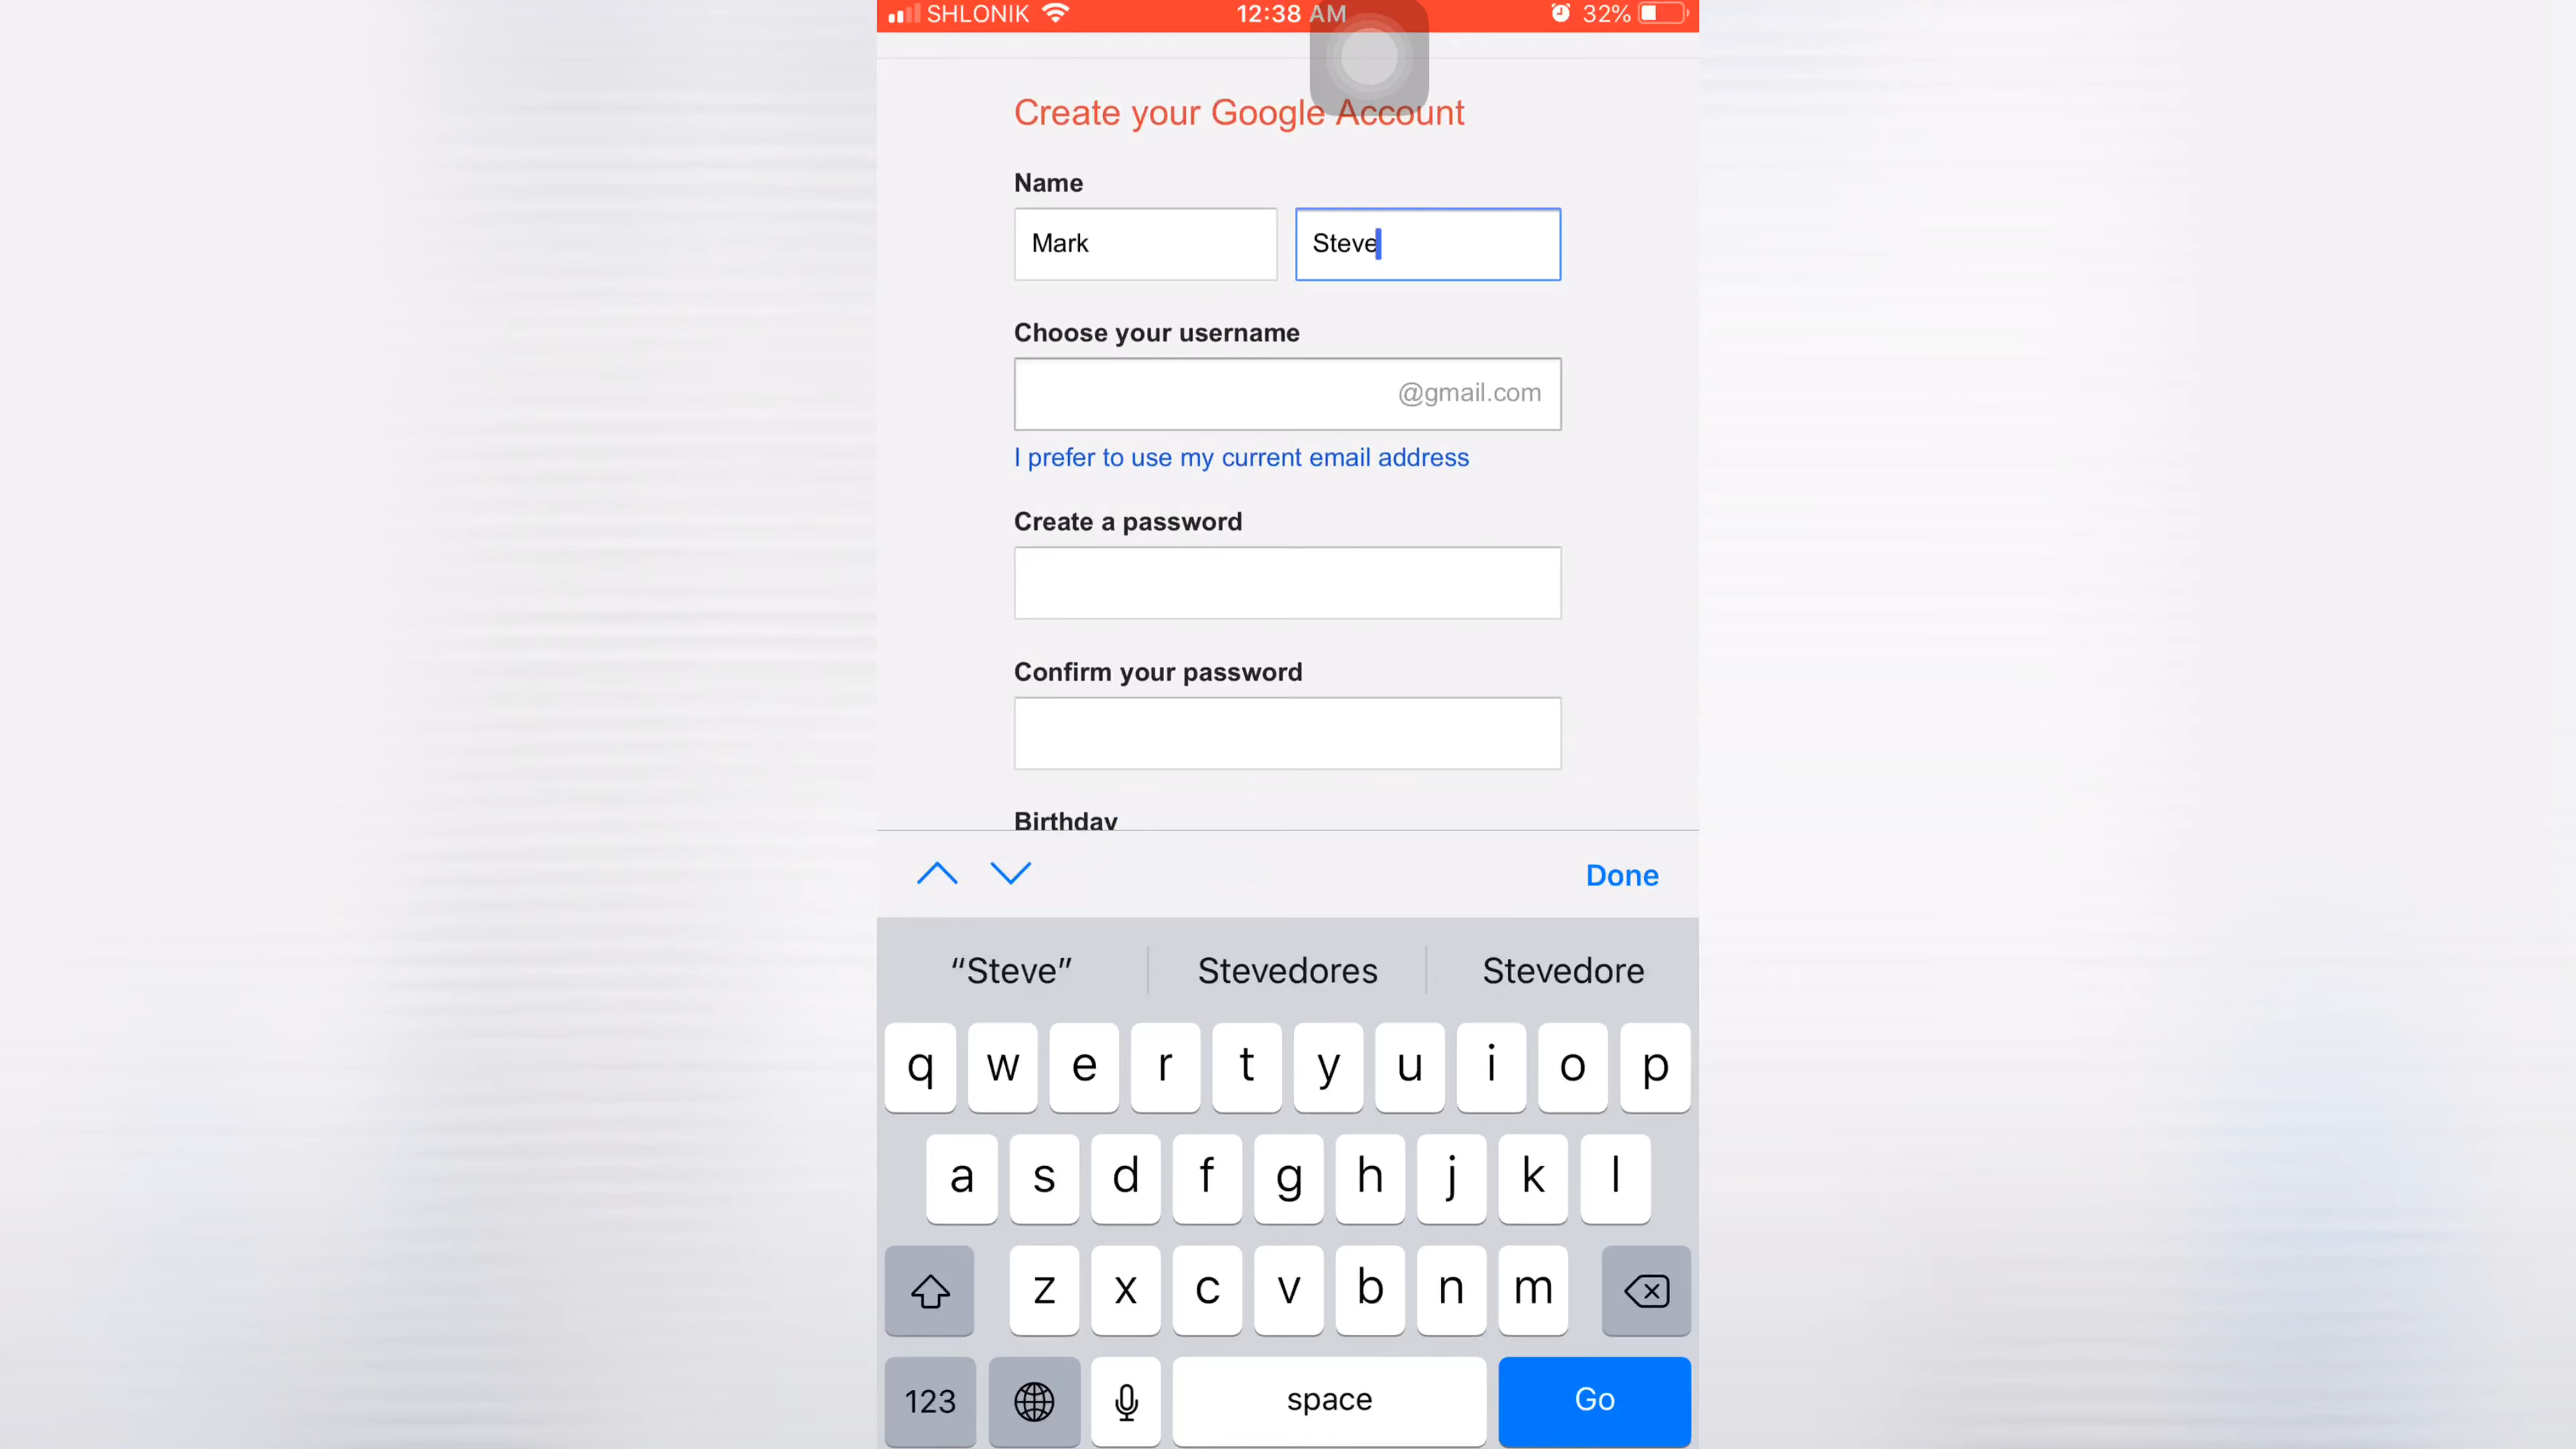 SHLONIK 12:38 AM 32%
Create your Google Account
Name
Mark Steve
Choose your username
@gmail.com
I prefer to use my current email address
Create a password
Confirm your password
Birthday
Done
“Steve” Stevedores Stevedore
q w e r t y u i o p
a s d f g h j k l
z x c v b n m
123 space Go